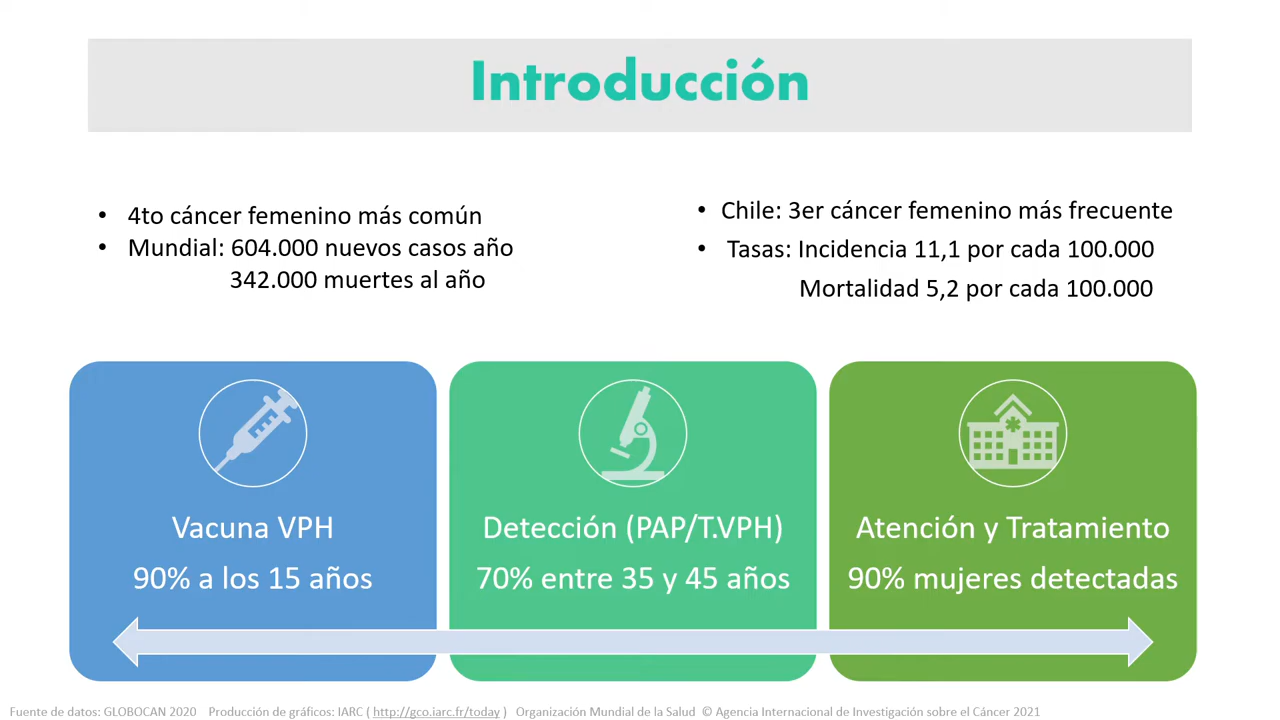 Introducción
• 4to cáncer femenino más común
• Mundial: 604.000 nuevos casos año
342.000 muertes al año
• Chile: 3er cáncer femenino más frecuente
• Tasas: Incidencia 11,1 por cada 100.000
Mortalidad 5,2 por cada 100.000
Vacuna VPH
90% a los 15 años
Detección (PAP/T.VPH)
70% entre 35 y 45 años
Atención y Tratamiento
90% mujeres detectadas
Fuente de datos: GLOBOCAN 2020 Producción de gráficos: IARC ( http://gco.iarc.fr/today ) Organización Mundial de la Salud © Agencia Internacional de Investigación sobre el Cáncer 2021